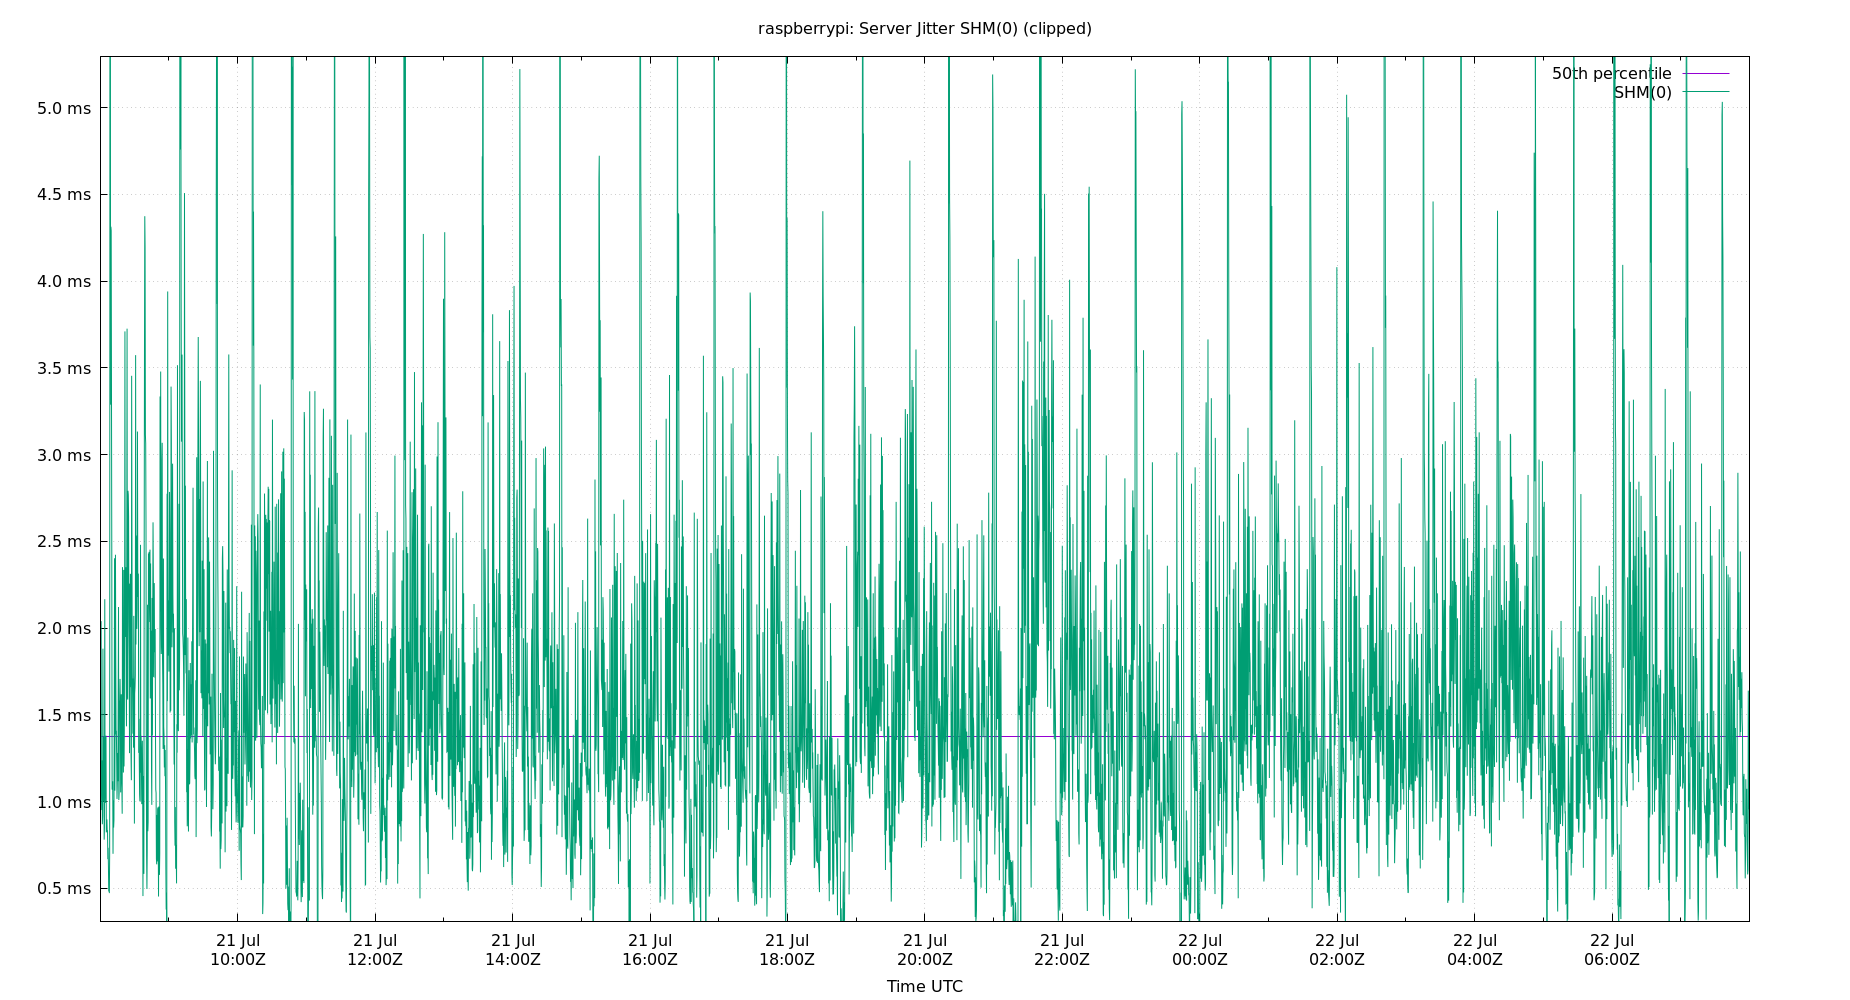 raspberrypi: Server Jitter SHM(0) (clipped)
50th percentile
SHM(0)
5.0 ms
4.5 ms
4.0 ms
3.5 ms
3.0 ms
2.5 ms
2.0 ms
1.5 ms
1.0 ms
0.5 ms
21 Jul 21 Jul 21 Jul 21 Jul 21 Jul 21 Jul 21 Jul 22 Jul 22 Jul 22 Jul 22 Jul
10:00Z 12:00Z 14:00Z 16:00Z 18:00Z 20:00Z 22:00Z 00:00Z 02:00Z 04:00Z 06:00Z
Time UTC